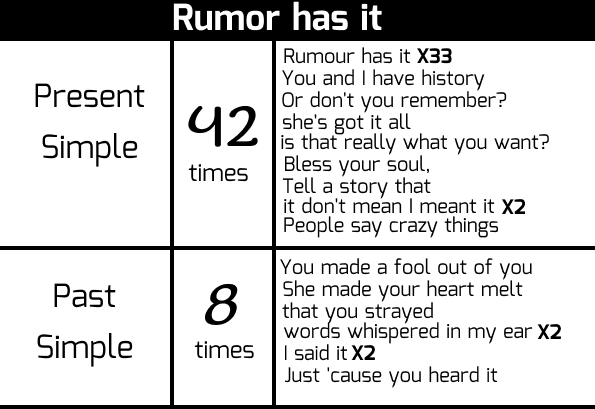 Rumor has it
Present
Simple
42
times
Rumour has it X33
You and I have history
Or don't you remember?
she's got it all
is that really what you want?
Bless your soul,
Tell a story that
it don't mean I meant it X2
People say crazy things
Past
Simple
8
times
You made a fool out of you
She made your heart melt
that you strayed
words whispered in my ear X2
I said it X2
Just 'cause you heard it